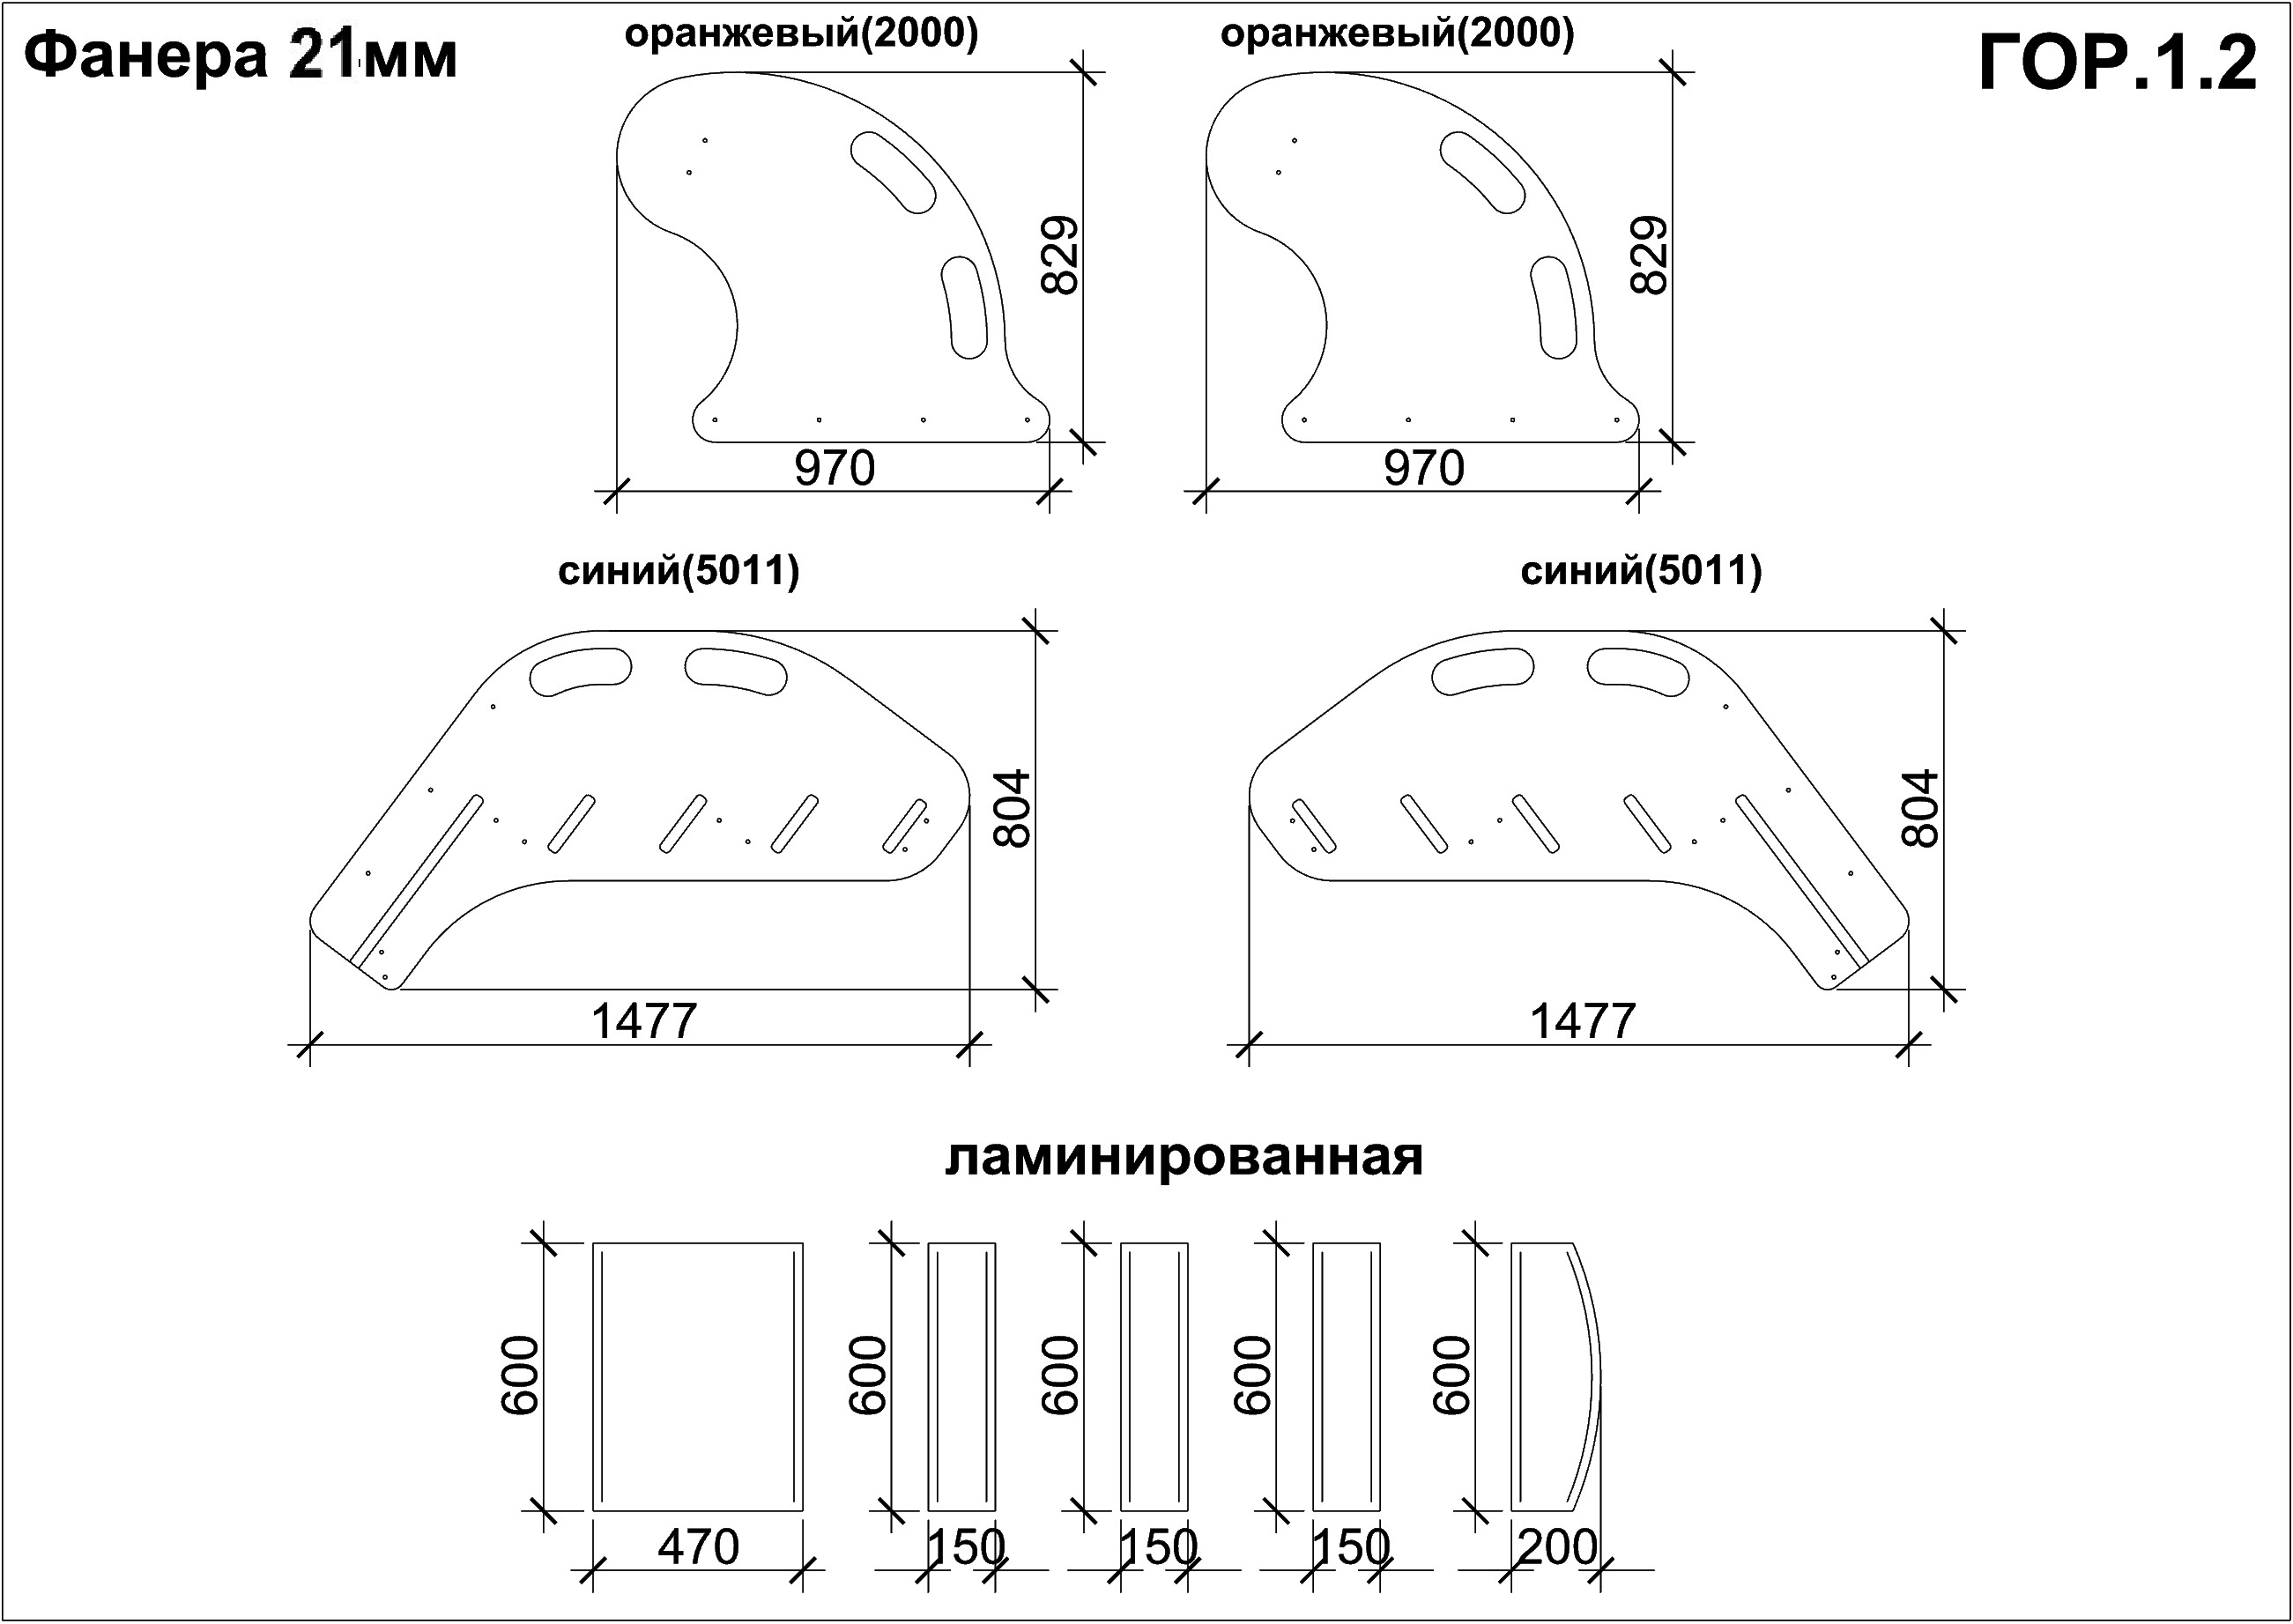 Фанера 21мм
оранжевый(2000)
оранжевый(2000)
ГОР.1.2
829
829
970
970
синий(5011)
синий(5011)
804
804
1477
1477
ламинированная
600
600
600
600
600
470
150
150
150
200